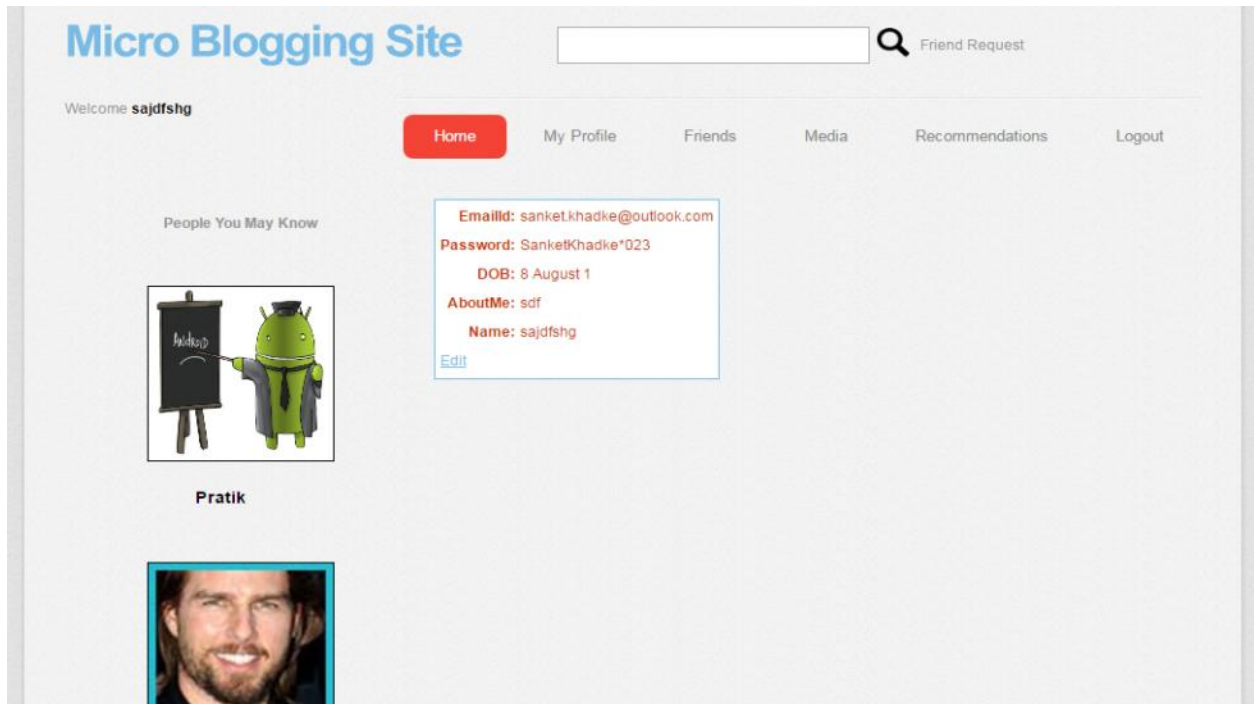 Micro Blogging Site
Friend Request
Welcome sajdfshg
Home My Profile Friends Media Recommendations Logout
People You May Know
EmailId: sanket.khadke@outlook.com
Password: SanketKhadke*023
DOB: 8 August 1
AboutMe: sdf
Name: sajdfshg
Edit
Android
Pratik